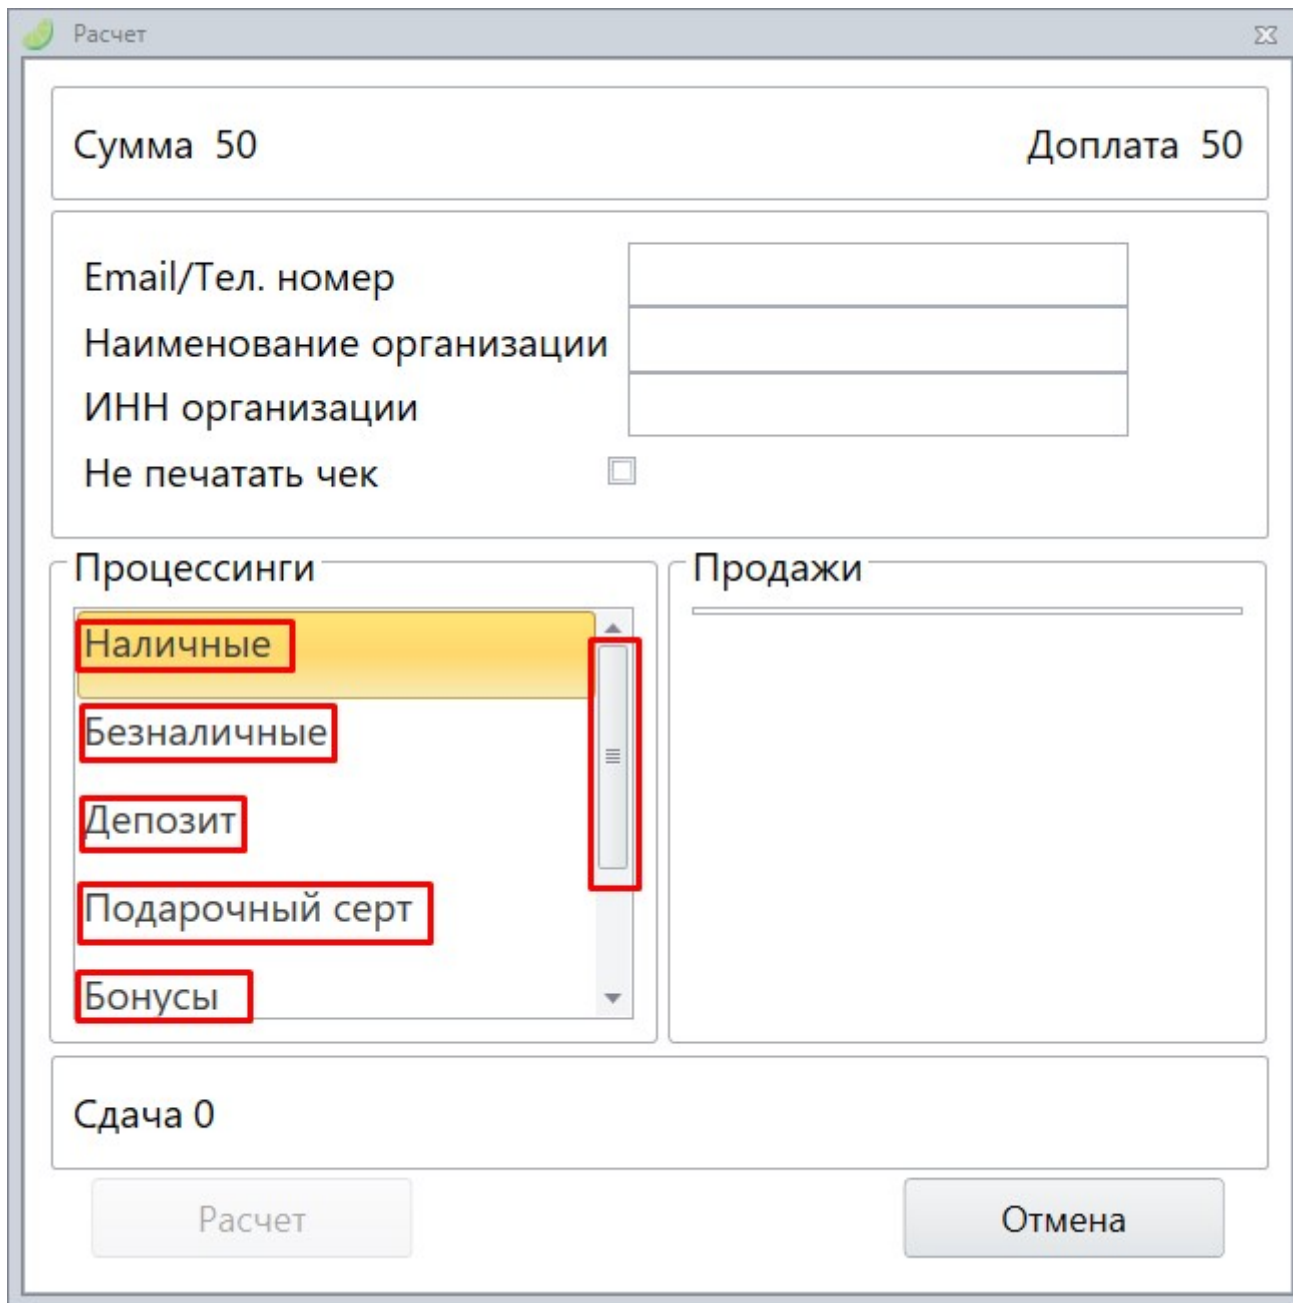 Расчет
Сумма 50 Доплата 50
Email/Тел. номер
Наименование организации
ИНН организации
Не печатать чек
Процессинги
Наличные
Безналичные
Депозит
Подарочный серт
Бонусы
Продажи
Сдача 0
Расчет Отмена